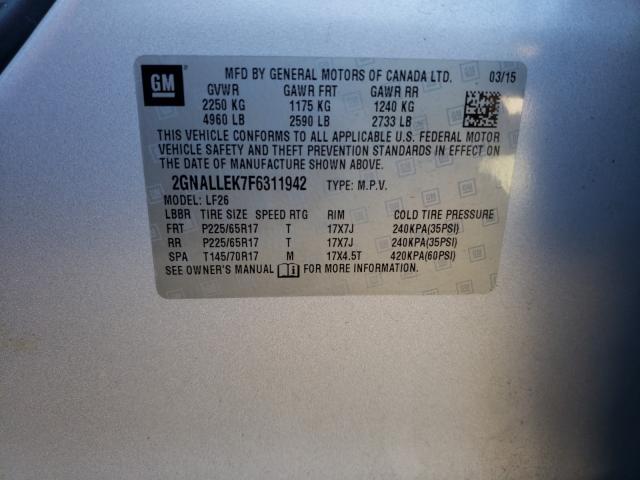 GM
MFD BY GENERAL MOTORS OF CANADA LTD. 03/15
GVWR GAWR FRT GAWR RR
2250 KG 1175 KG 1240 KG
4960 LB 2590 LB 2733 LB
THIS VEHICLE CONFORMS TO ALL APPLICABLE U.S. FEDERAL MOTOR
VEHICLE SAFETY AND THEFT PREVENTION STANDARDS IN EFFECT ON
THE DATE OF MANUFACTURE SHOWN ABOVE.
2GNALLEK7F6311942 TYPE: M.P.V.
MODEL: LF26
LBBR TIRE SIZE SPEED RTG RIM COLD TIRE PRESSURE
FRT P225/65R17 T 17X7J 240KPA(35PSI)
RR P225/65R17 T 17X7J 240KPA(35PSI)
SPA T145/70R17 M 17X4.5T 420KPA(60PSI)
SEE OWNER'S MANUAL FOR MORE INFORMATION.